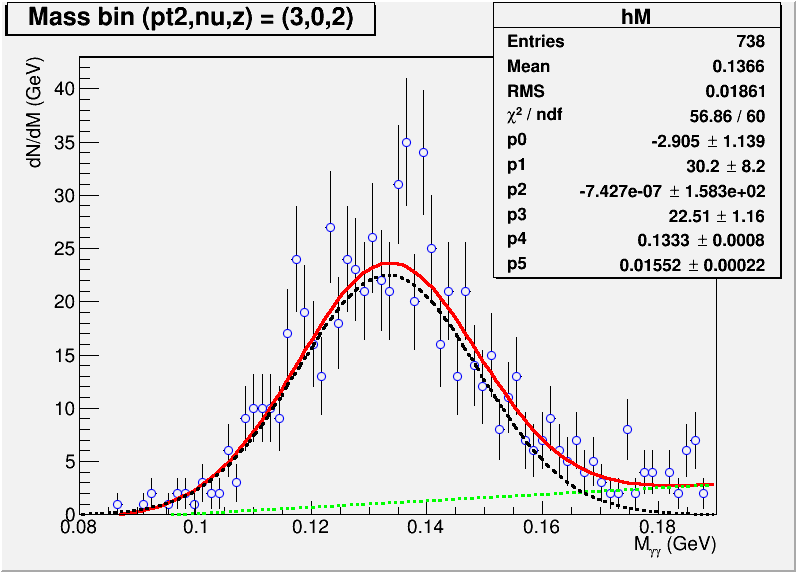 Mass bin (pt2,nu,z) = (3,0,2)
hM
Entries 738
Mean 0.1366
RMS 0.01861
χ² / ndf 56.86 / 60
p0 -2.905 ± 1.139
p1 30.2 ± 8.2
p2 -7.427e-07 ± 1.583e+02
p3 22.51 ± 1.16
p4 0.1333 ± 0.0008
p5 0.01552 ± 0.00022
dN/dM (GeV)
40
35
30
25
20
15
10
5
0
0.08 0.1 0.12 0.14 0.16 0.18
Mγγ (GeV)